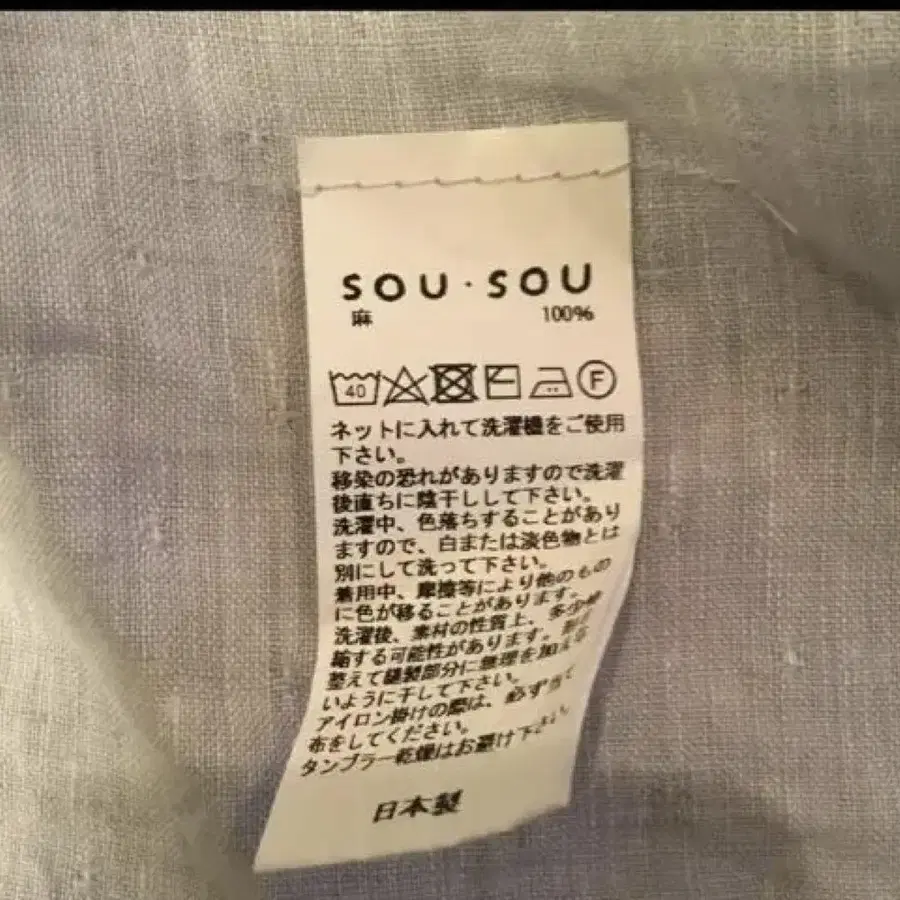 SOU・SOU
麻 100%
40 F
ネットに入れて洗濯機をご使用
下さい。
移染の恐れがありますので洗濯
後直ちに陰干しして下さい。
洗濯中、色落ちすることがあり
ますので、白または淡色物とは
別にして洗って下さい。
着用中、摩擦等により他のもの
に色が移ることがあります。
洗濯後、素材の性質上、多少
縮する可能性があります。
整えて縫製部分に無理を加え
いように干して下さい。
アイロン掛けの際は、必ず当
布をしてください。
タンブラー乾燥はお避け下さい。
日本製